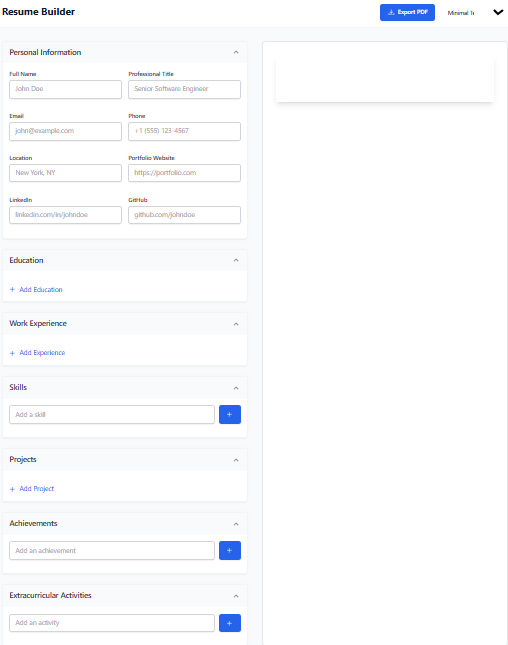 Resume Builder
Export PDF
Minimal
Personal Information
Full Name
Professional Title
John Doe
Senior Software Engineer
Email
Phone
john@example.com
+1 (555) 123-4567
Location
Portfolio Website
New York, NY
https://portfolio.com
LinkedIn
GitHub
linkedin.com/in/johndoe
github.com/johndoe
Education
+ Add Education
Work Experience
+ Add Experience
Skills
Add a skill
+
Projects
+ Add Project
Achievements
Add an achievement
+
Extracurricular Activities
Add an activity
+